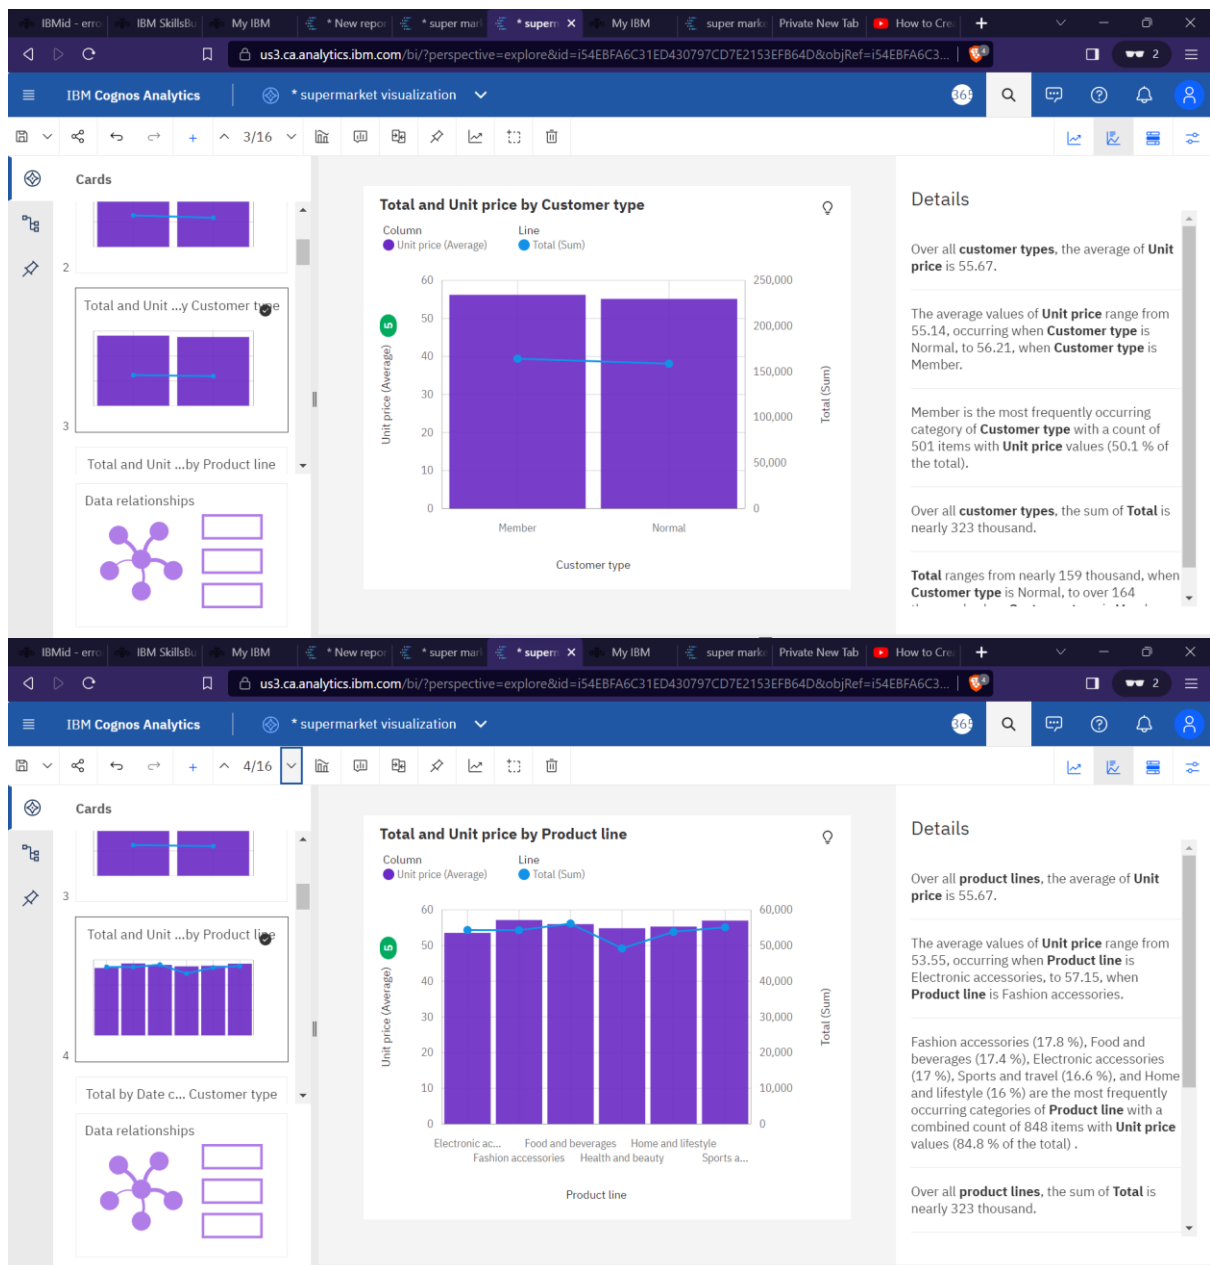 IBMid - erro
IBM SkillsBu
My IBM
* New repor
* super mark
* superm
My IBM
super marke
Private New Tab
How to Crea
us3.ca.analytics.ibm.com/bi/?perspective=explore&id=i54EBFA6C31ED430797CD7E2153EFB64D&objRef=i54EBFA6C3...
2
IBM Cognos Analytics
* supermarket visualization
365
3/16
Cards
2
Total and Unit ...y Customer type
3
Total and Unit ...by Product line
Data relationships
Total and Unit price by Customer type
Column
Line
Unit price (Average)
Total (Sum)
60
50
40
30
20
10
0
5
Unit price (Average)
250,000
200,000
150,000
100,000
50,000
0
Total (Sum)
Member
Normal
Customer type
Details
Over all customer types, the average of Unit
price is 55.67.
The average values of Unit price range from
55.14, occurring when Customer type is
Normal, to 56.21, when Customer type is
Member.
Member is the most frequently occurring
category of Customer type with a count of
501 items with Unit price values (50.1 % of
the total).
Over all customer types, the sum of Total is
nearly 323 thousand.
Total ranges from nearly 159 thousand, when
Customer type is Normal, to over 164
IBMid - erro
IBM SkillsBu
My IBM
* New repor
* super mark
* superm
My IBM
super marke
Private New Tab
How to Crea
us3.ca.analytics.ibm.com/bi/?perspective=explore&id=i54EBFA6C31ED430797CD7E2153EFB64D&objRef=i54EBFA6C3...
2
IBM Cognos Analytics
* supermarket visualization
365
4/16
Cards
3
Total and Unit ...by Product line
4
Total by Date c... Customer type
Data relationships
Total and Unit price by Product line
Column
Line
Unit price (Average)
Total (Sum)
60
50
40
30
20
10
0
5
Unit price (Average)
60,000
50,000
40,000
30,000
20,000
10,000
0
Total (Sum)
Electronic ac...
Food and beverages
Home and lifestyle
Fashion accessories
Health and beauty
Sports a...
Product line
Details
Over all product lines, the average of Unit
price is 55.67.
The average values of Unit price range from
53.55, occurring when Product line is
Electronic accessories, to 57.15, when
Product line is Fashion accessories.
Fashion accessories (17.8 %), Food and
beverages (17.4 %), Electronic accessories
(17 %), Sports and travel (16.6 %), and Home
and lifestyle (16 %) are the most frequently
occurring categories of Product line with a
combined count of 848 items with Unit price
values (84.8 % of the total) .
Over all product lines, the sum of Total is
nearly 323 thousand.